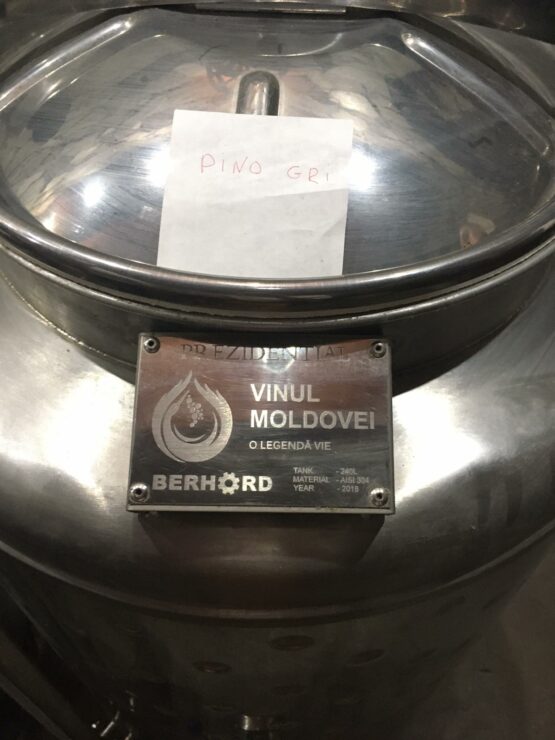 PINO GRI
PREZIDENTIAL
VINUL
MOLDOVEI
O LEGENDĂ VIE
BERHORD
TANK - 240L
MATERIAL - AISI 304
YEAR - 2018